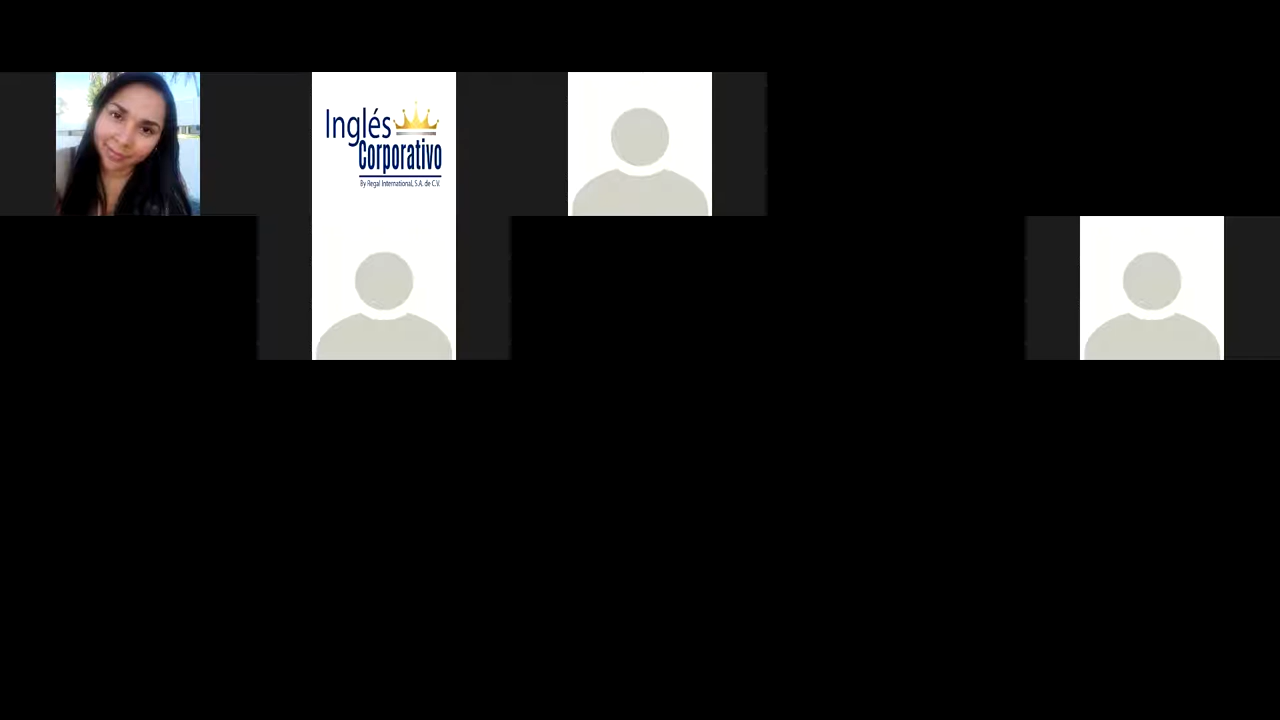 Inglés
Corporativo
By Regal International, S.A. de C.V.